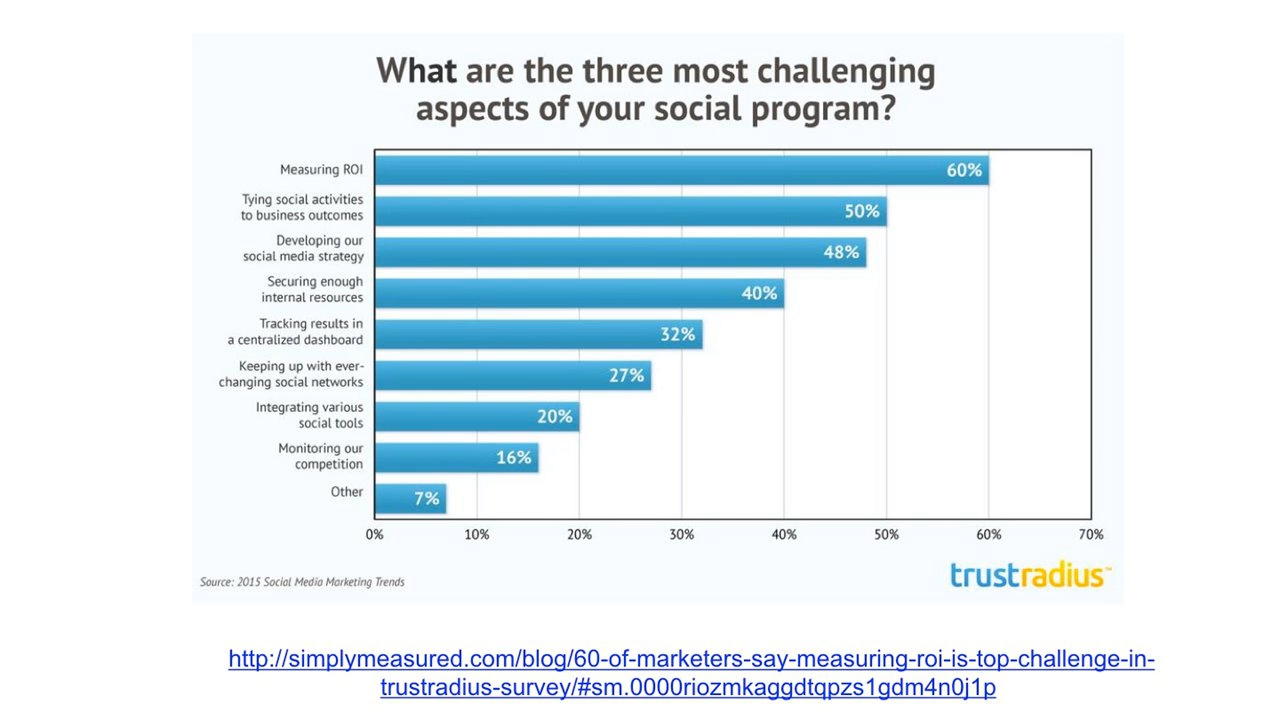 What are the three most challenging
aspects of your social program?
Measuring ROI
60%
Tying social activities
to business outcomes
50%
Developing our
social media strategy
48%
Securing enough
internal resources
40%
Tracking results in
a centralized dashboard
32%
Keeping up with ever-
changing social networks
27%
Integrating various
social tools
20%
Monitoring our
competition
16%
Other
7%
0% 10% 20% 30% 40% 50% 60% 70%
Source: 2015 Social Media Marketing Trends
trustradius™
http://simplymeasured.com/blog/60-of-marketers-say-measuring-roi-is-top-challenge-in-
trustradius-survey/#sm.0000riozmkaggdtqpzs1gdm4n0j1p